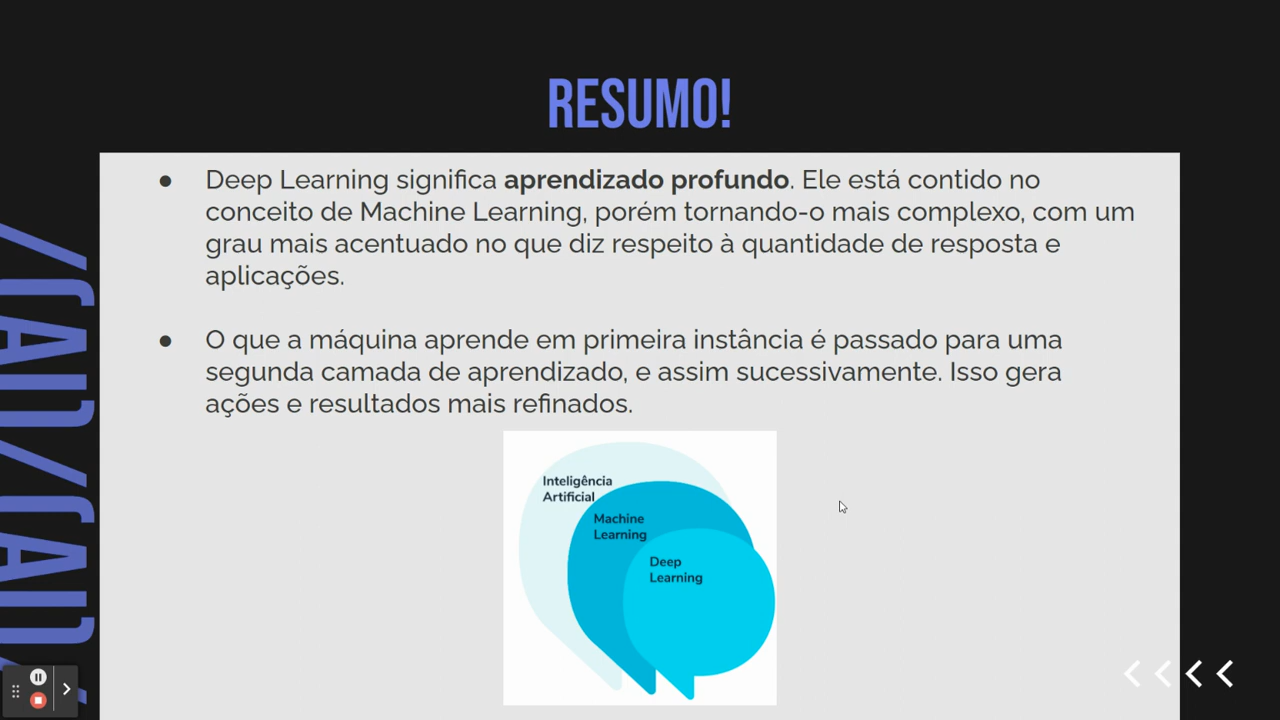 RESUMO!
● Deep Learning significa aprendizado profundo. Ele está contido no
conceito de Machine Learning, porém tornando-o mais complexo, com um
grau mais acentuado no que diz respeito à quantidade de resposta e
aplicações.
● O que a máquina aprende em primeira instância é passado para uma
segunda camada de aprendizado, e assim sucessivamente. Isso gera
ações e resultados mais refinados.
Inteligência
Artificial
Machine
Learning
Deep
Learning